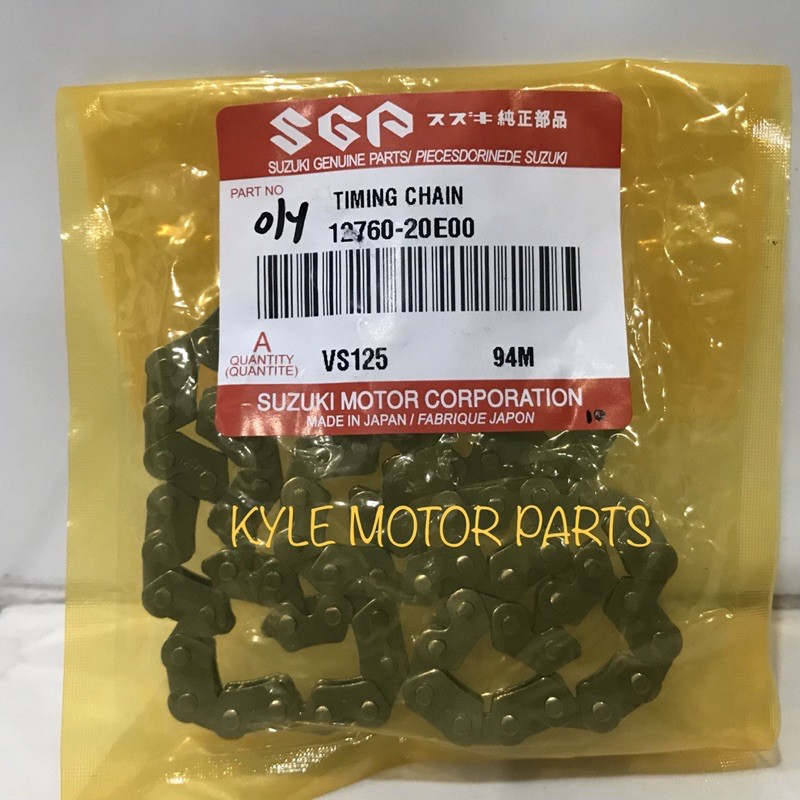 SGP スズキ純正部品
SUZUKI GENUINE PARTS/ PIECESDORINEDE SUZUKI
PART NO
TIMING CHAIN
O/Y
12760-20E00
A
QUANTITY
(QUANTITE)
VS125 94M
SUZUKI MOTOR CORPORATION
MADE IN JAPAN / FABRIQUE JAPON
KYLE MOTOR PARTS